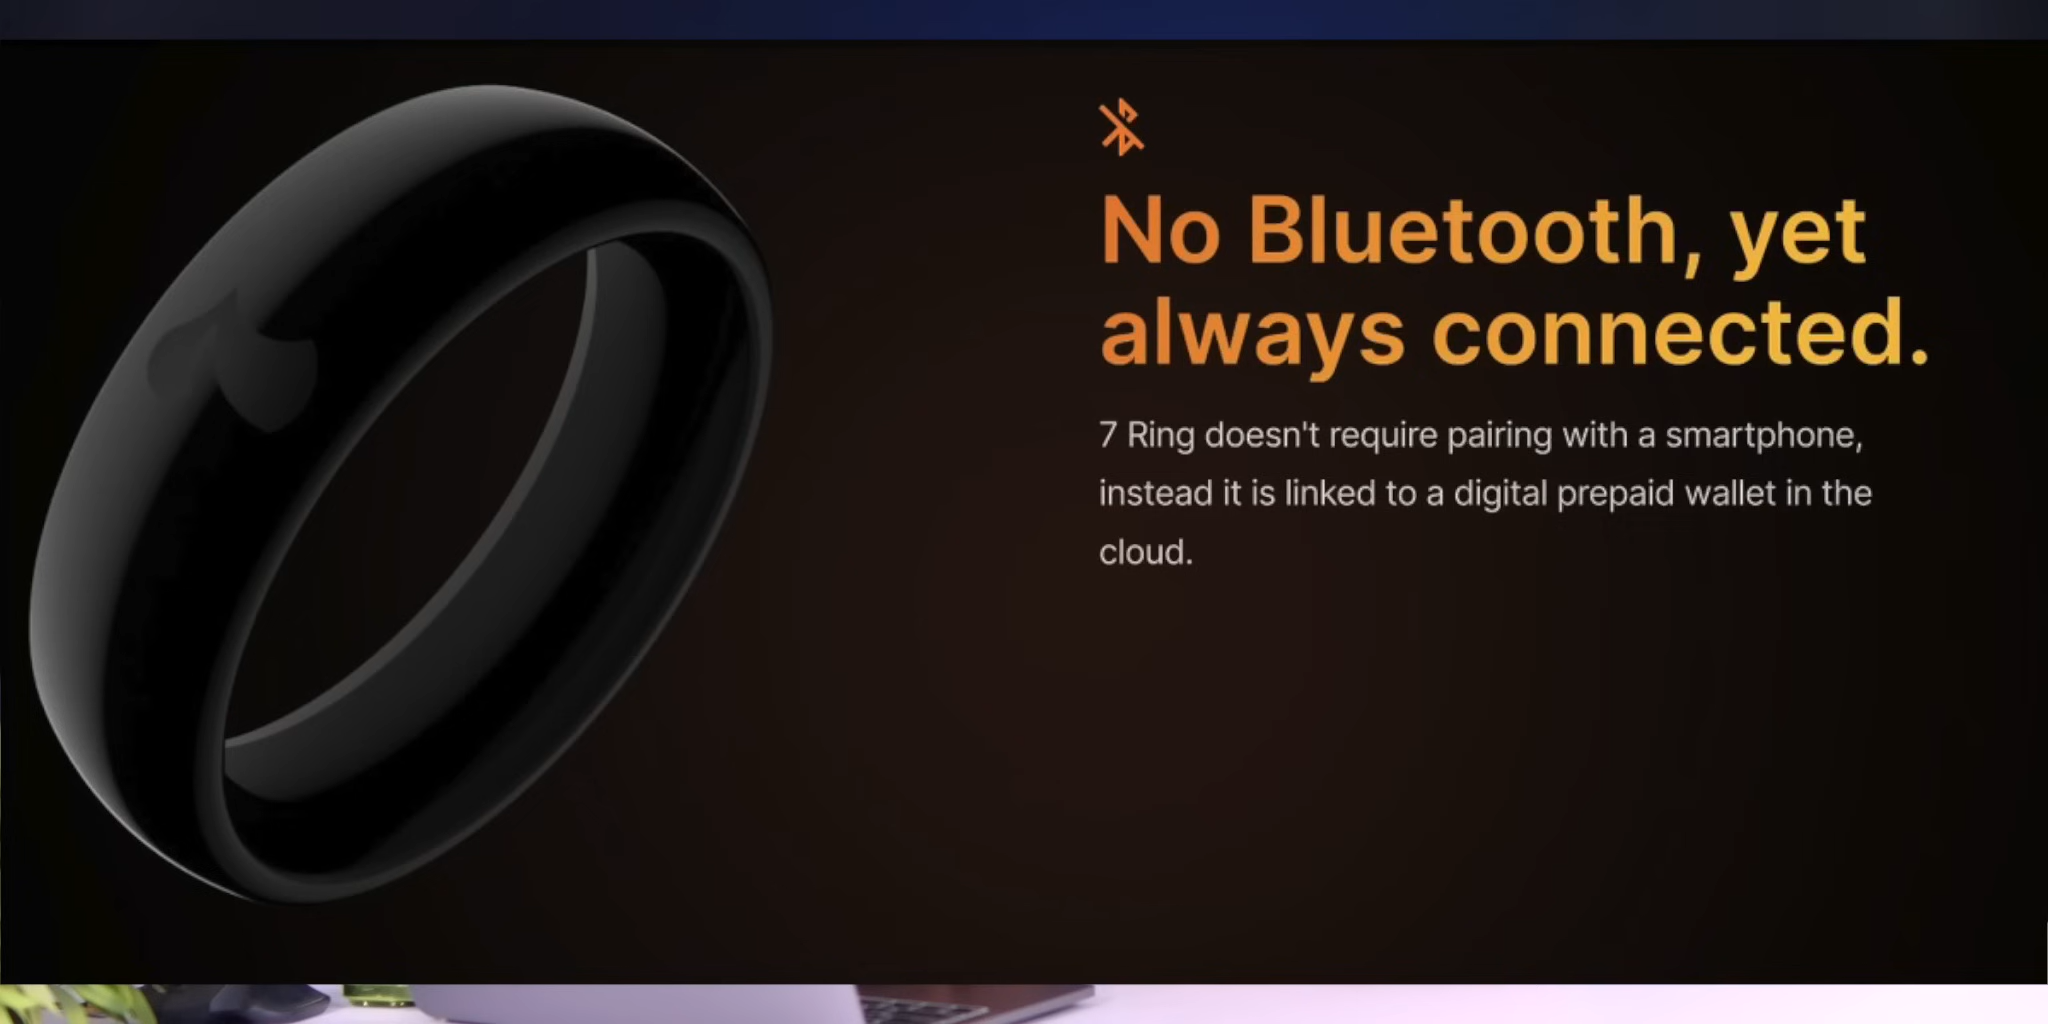 No Bluetooth, yet
always connected.
7 Ring doesn't require pairing with a smartphone,
instead it is linked to a digital prepaid wallet in the
cloud.